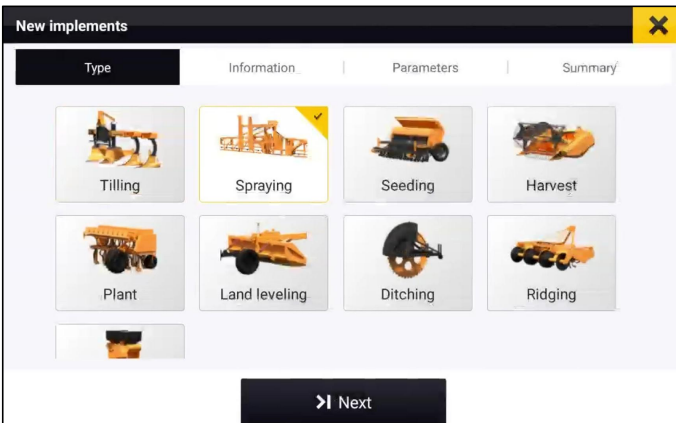 New implements
Type Information Parameters Summary
Tilling Spraying Seeding Harvest
Plant Land leveling Ditching Ridging
Next